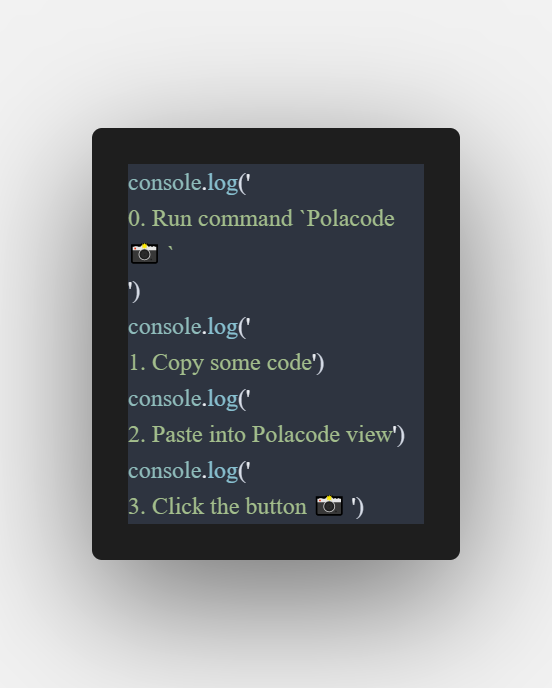 console.log('
0. Run command `Polacode
📸 `
')
console.log('
1. Copy some code')
console.log('
2. Paste into Polacode view')
console.log('
3. Click the button 📸 ')